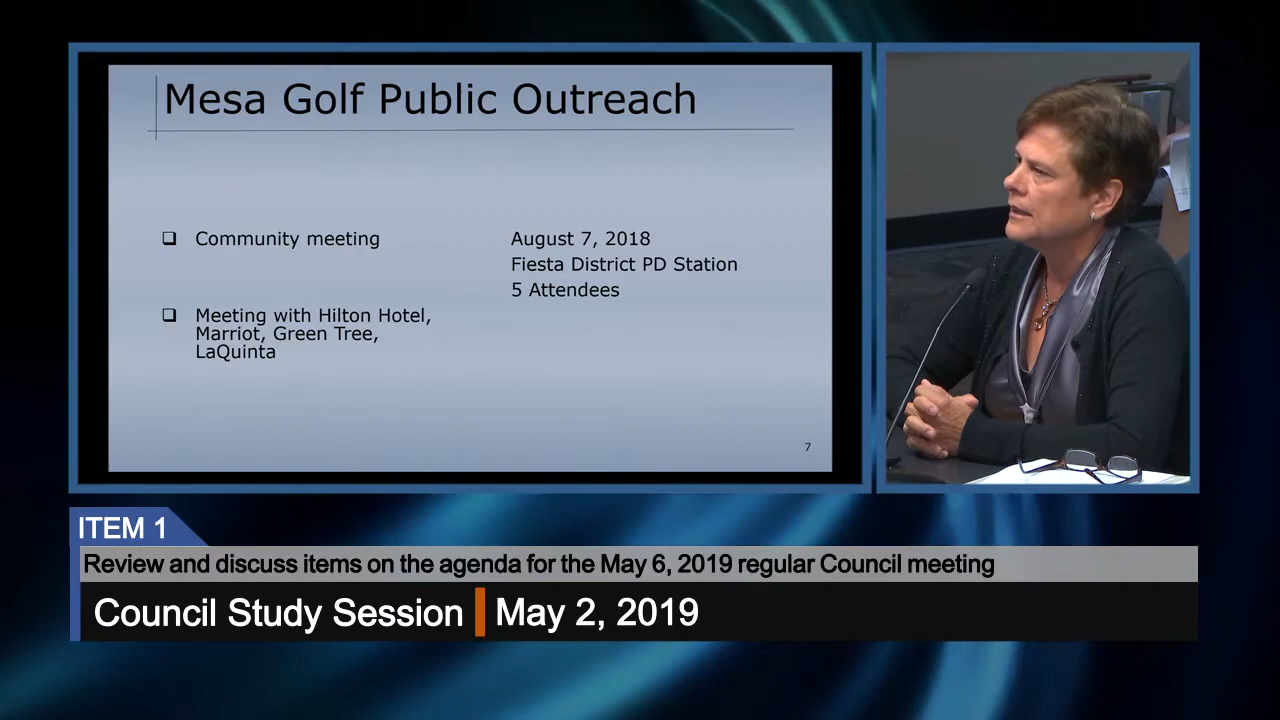 Mesa Golf Public Outreach
❑ Community meeting
August 7, 2018
Fiesta District PD Station
5 Attendees
❑ Meeting with Hilton Hotel,
Marriot, Green Tree,
LaQuinta
7
ITEM 1
Review and discuss items on the agenda for the May 6, 2019 regular Council meeting
Council Study Session
May 2, 2019